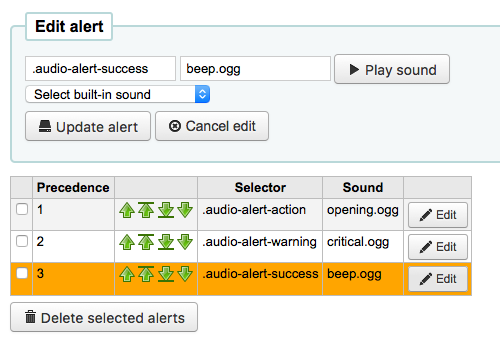 Edit alert
.audio-alert-success beep.ogg Play sound
Select built-in sound
Update alert Cancel edit
Precedence Selector Sound
1 .audio-alert-action opening.ogg Edit
2 .audio-alert-warning critical.ogg Edit
3 .audio-alert-success beep.ogg Edit
Delete selected alerts